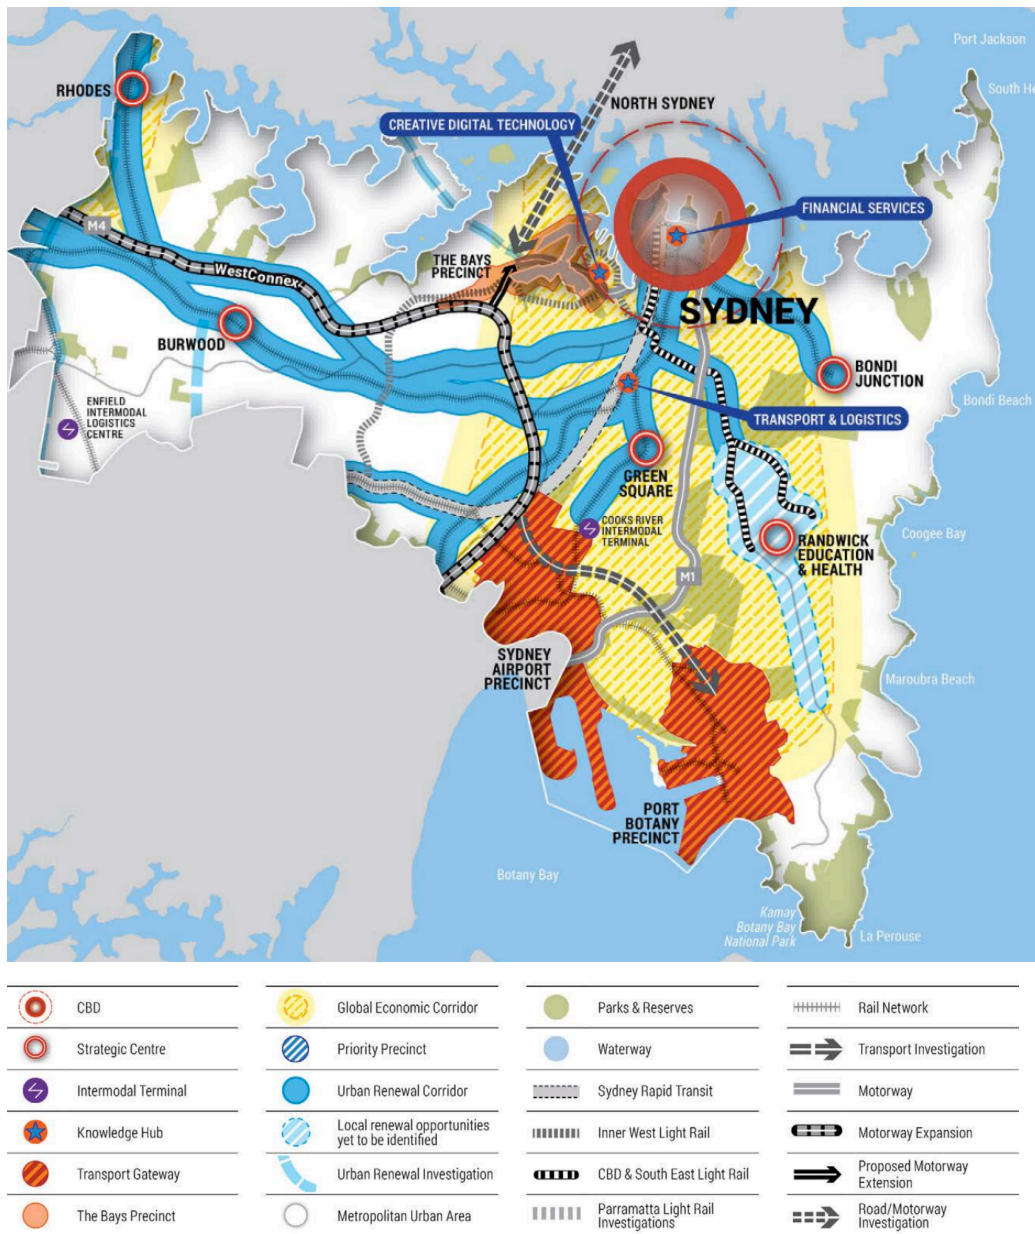 Port Jackson
South He
RHODES
NORTH SYDNEY
CREATIVE DIGITAL TECHNOLOGY
FINANCIAL SERVICES
M4
THE BAYS
PRECINCT
WestConnex
SYDNEY
BURWOOD
BONDI
JUNCTION
Bondi Beach
ENFIELD
INTERMODAL
LOGISTICS
CENTRE
TRANSPORT & LOGISTICS
GREEN
SQUARE
COOKS RIVER
INTERMODAL
TERMINAL
RANDWICK
EDUCATION
& HEALTH
Coogee Bay
M1
SYDNEY
AIRPORT
PRECINCT
Maroubra Beach
PORT
BOTANY
PRECINCT
Botany Bay
Kamay
Botany Bay
National Park
La Perouse
CBD
Strategic Centre
Intermodal Terminal
Knowledge Hub
Transport Gateway
The Bays Precinct
Global Economic Corridor
Priority Precinct
Urban Renewal Corridor
Local renewal opportunities
yet to be identified
Urban Renewal Investigation
Metropolitan Urban Area
Parks & Reserves
Waterway
Sydney Rapid Transit
Inner West Light Rail
CBD & South East Light Rail
Parramatta Light Rail
Investigations
Rail Network
Transport Investigation
Motorway
Motorway Expansion
Proposed Motorway
Extension
Road/Motorway
Investigation